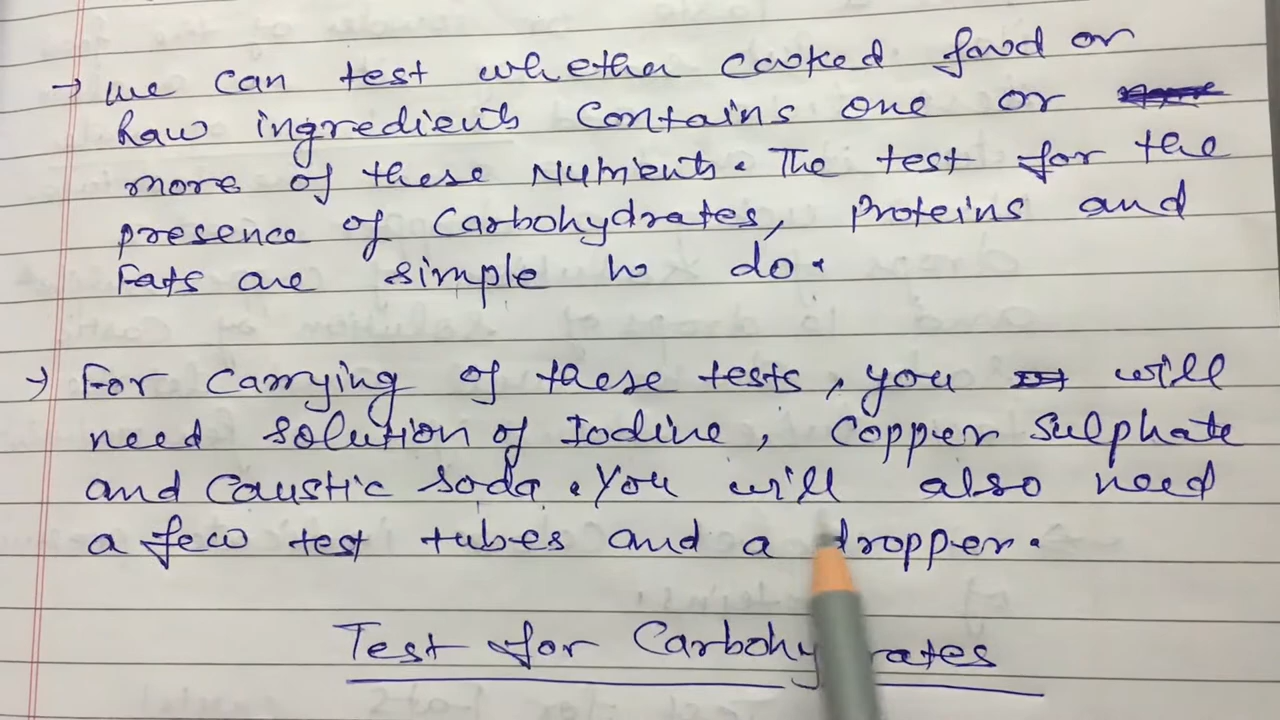 → we can test whether cooked food or
Raw ingredients contains one or
more of these Nutrients. The test for the
presence of Carbohydrates, Proteins and
Fats are simple to do.
→ For carrying of these tests, you will
need solution of Iodine, Copper Sulphate
and Caustic Soda. You will also need
a few test tubes and a dropper.
Test for Carbohydrates